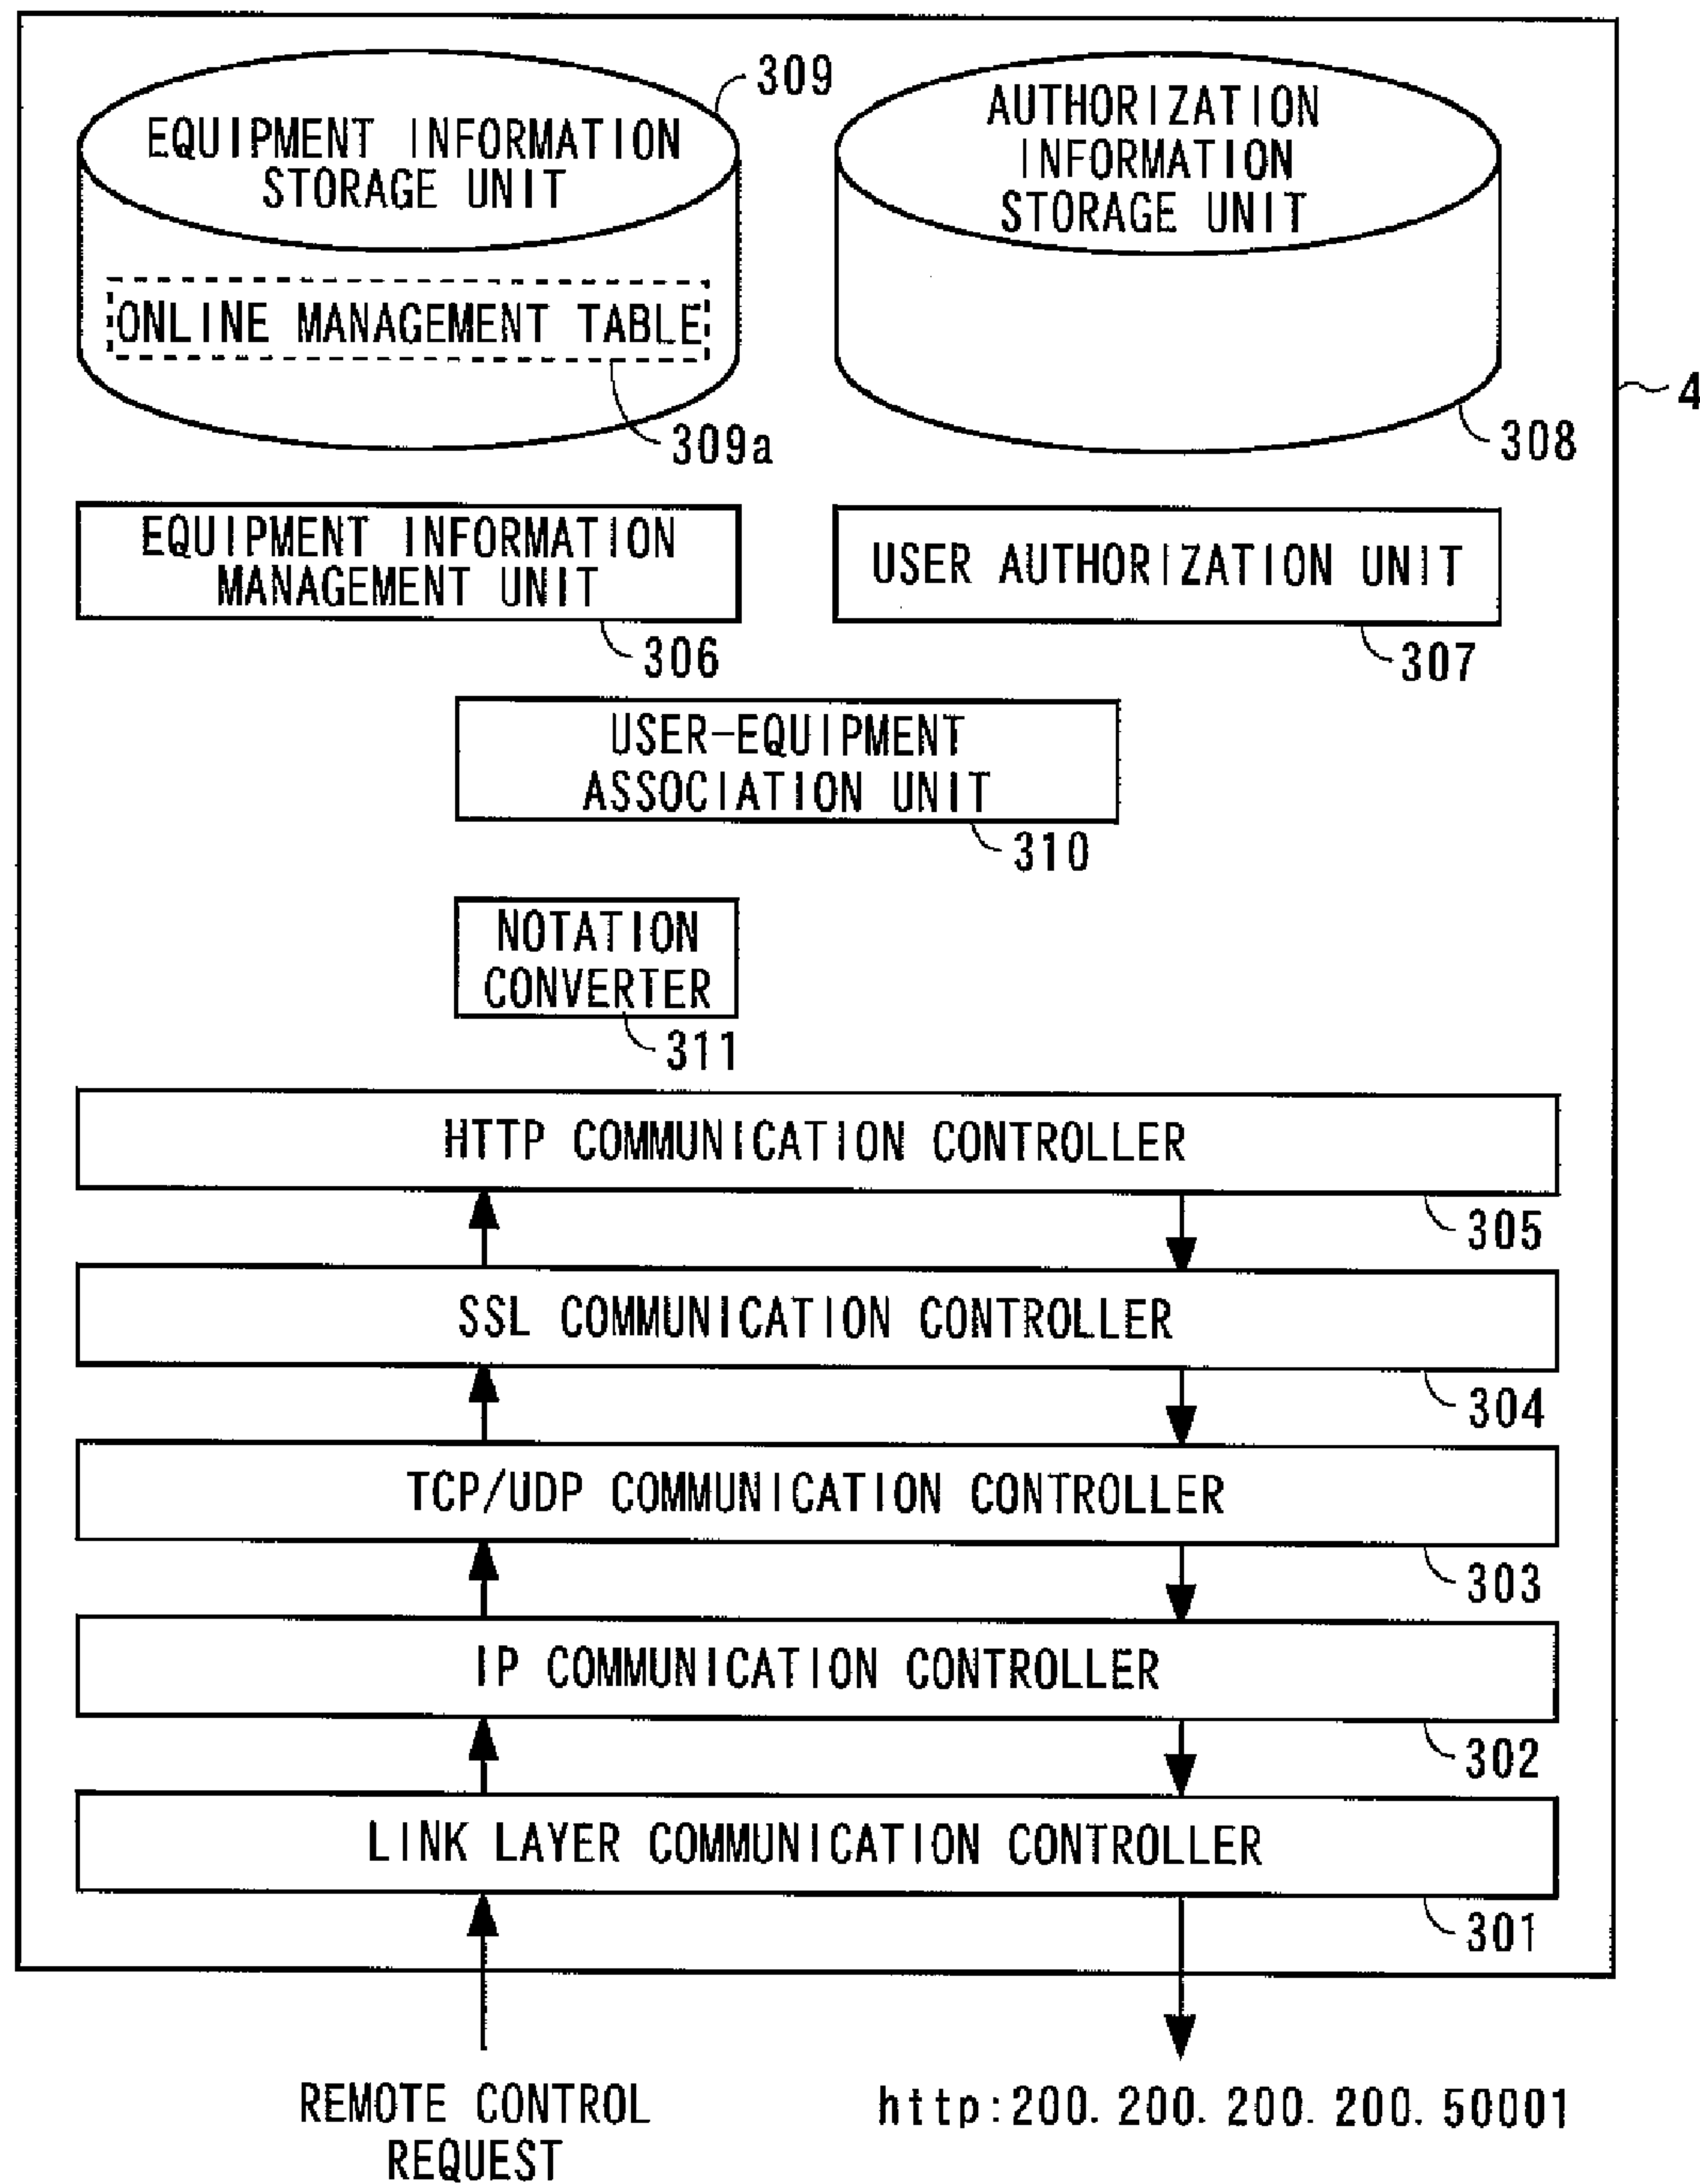 309
EQUIPMENT INFORMATION
STORAGE UNIT
AUTHORIZATION
INFORMATION
STORAGE UNIT
ONLINE MANAGEMENT TABLE
4
309a
308
EQUIPMENT INFORMATION
MANAGEMENT UNIT
USER AUTHORIZATION UNIT
306
307
USER-EQUIPMENT
ASSOCIATION UNIT
310
NOTATION
CONVERTER
311
HTTP COMMUNICATION CONTROLLER
305
SSL COMMUNICATION CONTROLLER
304
TCP/UDP COMMUNICATION CONTROLLER
303
IP COMMUNICATION CONTROLLER
302
LINK LAYER COMMUNICATION CONTROLLER
301
REMOTE CONTROL
REQUEST
http:200.200.200.200.50001